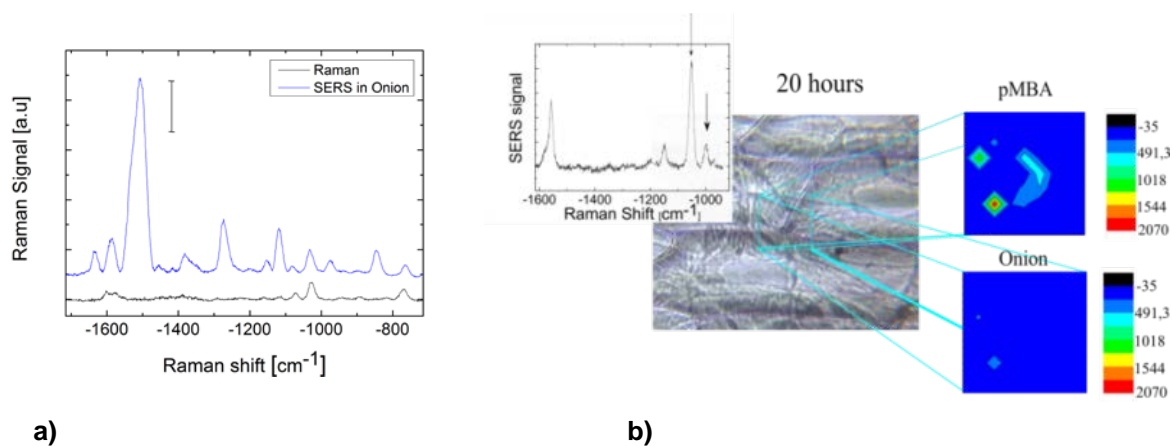 Raman Signal [a.u]
Raman
SERS in Onion
-1600 -1400 -1200 -1000 -800
Raman shift [cm-1]
a)
SERS signal
-1600 -1400 -1200 -1000
Raman Shift [cm-1]
20 hours
pMBA
-35
491,3
1018
1544
2070
Onion
-35
491,3
1018
1544
2070
b)